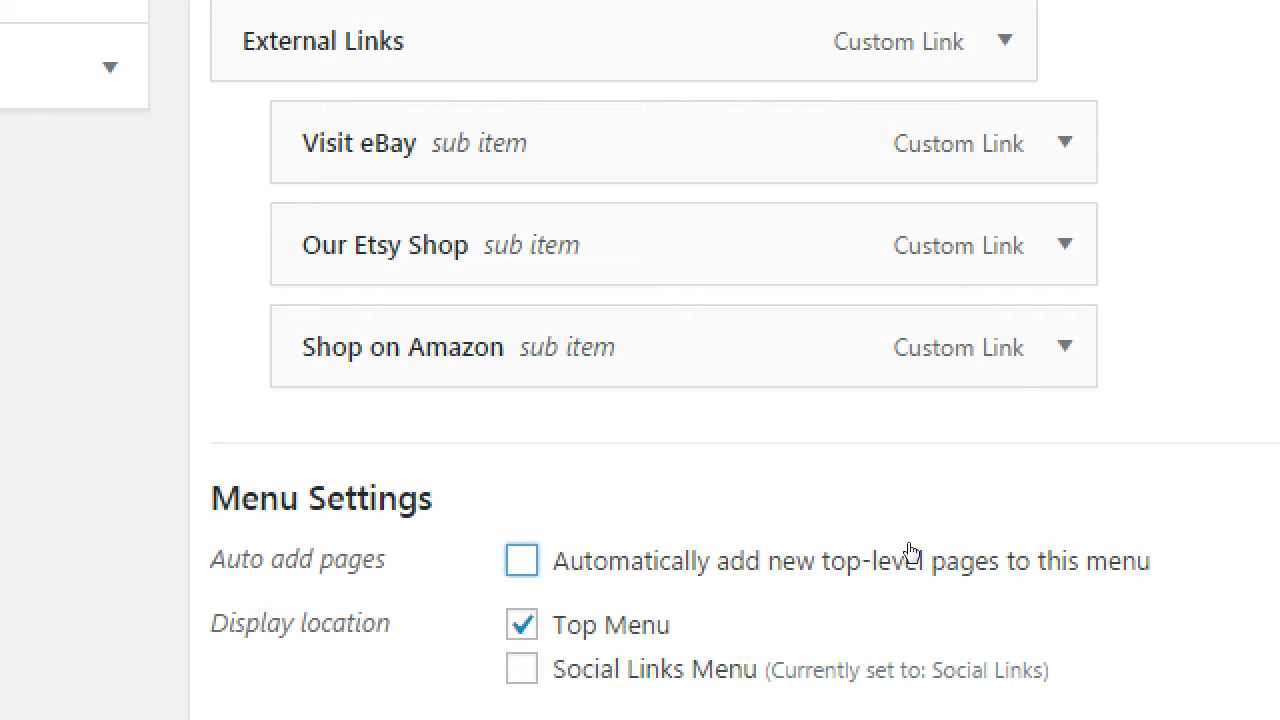 External Links Custom Link
Visit eBay sub item Custom Link
Our Etsy Shop sub item Custom Link
Shop on Amazon sub item Custom Link
Menu Settings
Auto add pages Automatically add new top-level pages to this menu
Display location Top Menu
Social Links Menu (Currently set to: Social Links)